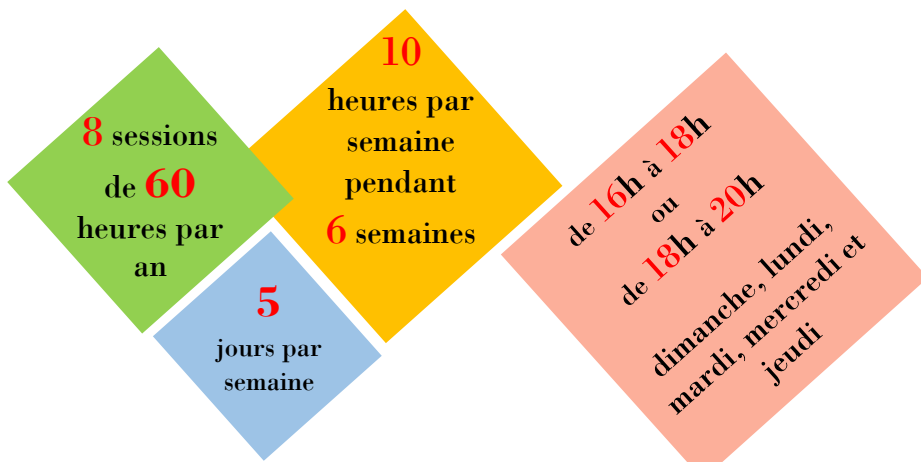 8 sessions
de 60
heures par
an
10
heures par
semaine
pendant
6 semaines
5
jours par
semaine
de 16h à 18h
ou
de 18h à 20h
dimanche, lundi,
mardi, mercredi et
jeudi